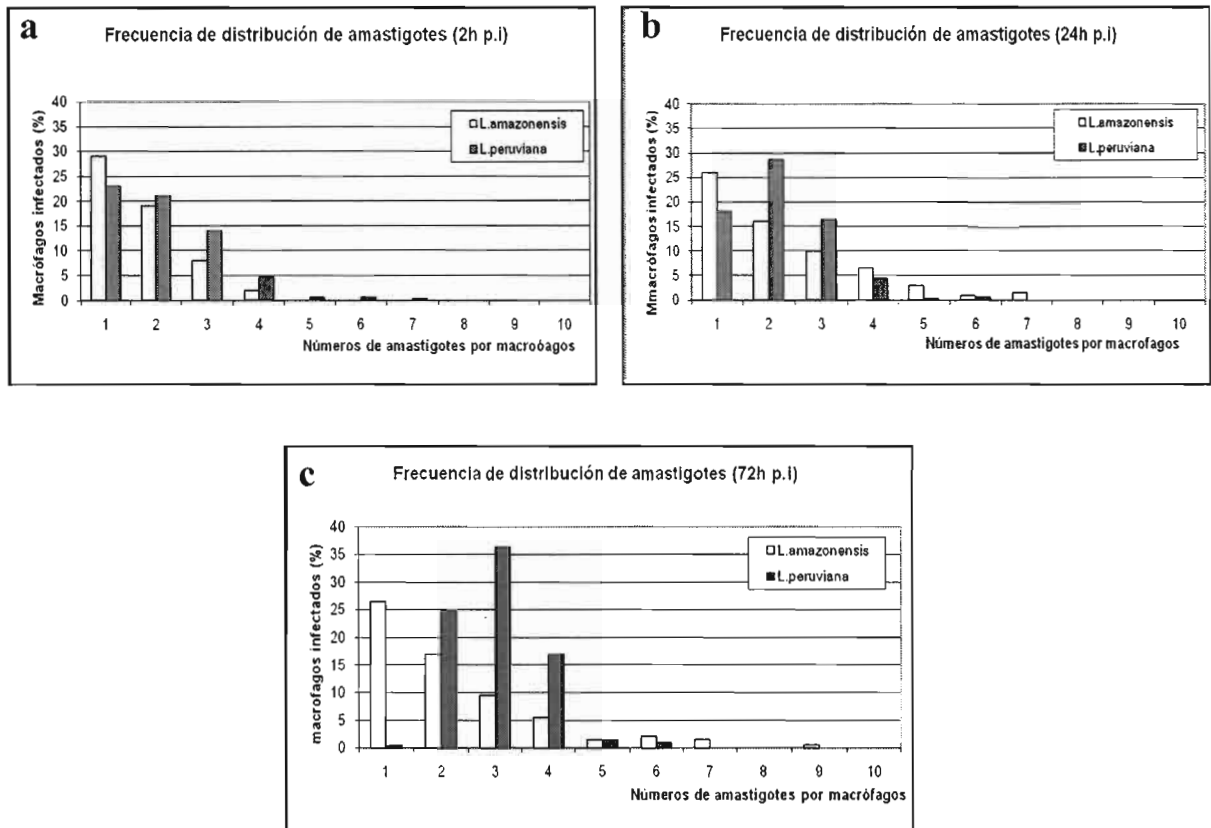 a
Frecuencia de distribución de amastigotes (2h p.i)
Macrófagos infectados (%)
40
35
30
25
20
15
10
5
0
L.amazonensis
L.peruviana
1 2 3 4 5 6 7 8 9 10
Números de amastigotes por macroóagos
b
Frecuencia de distribución de amastigotes (24h p.i)
Mmacrófagos infectados (%)
40
35
30
25
20
15
10
5
0
L.amazonensis
L.peruviana
1 2 3 4 5 6 7 8 9 10
Números de amastigotes por macrofagos
c
Frecuencia de distribución de amastigotes (72h p.i)
macrofagos infectados (%)
40
35
30
25
20
15
10
5
0
L.amazonensis
L.peruviana
1 2 3 4 5 6 7 8 9 10
Números de amastigotes por macrófagos